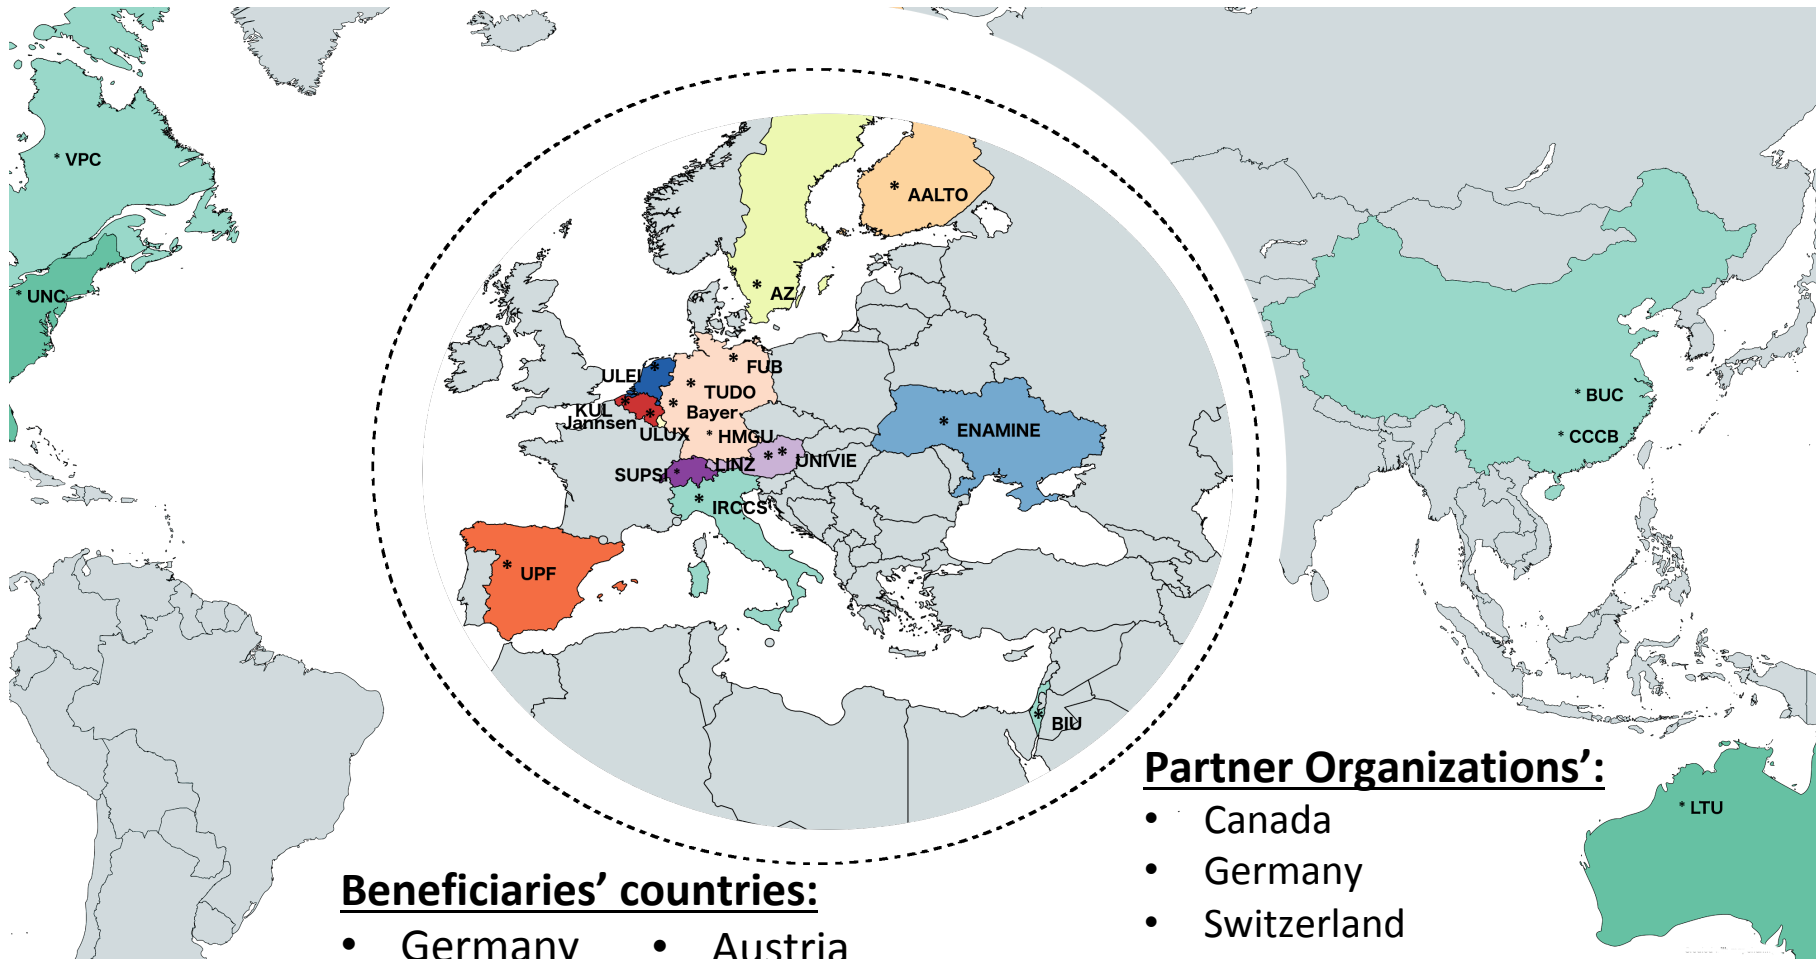 * VPC
* AALTO
* UNC
* AZ
* FUB
ULEI *
* TUDO
* Bayer
KUL *
Jannsen *
ULUX
* HMGU
* ENAMINE
* BUC
* CCCB
LINZ * * UNIVIE
SUPSI *
* IRCCS
* UPF
* BIU
Partner Organizations’:
• Canada
• Germany
• Switzerland
* LTU
Beneficiaries’ countries:
• Germany • Austria